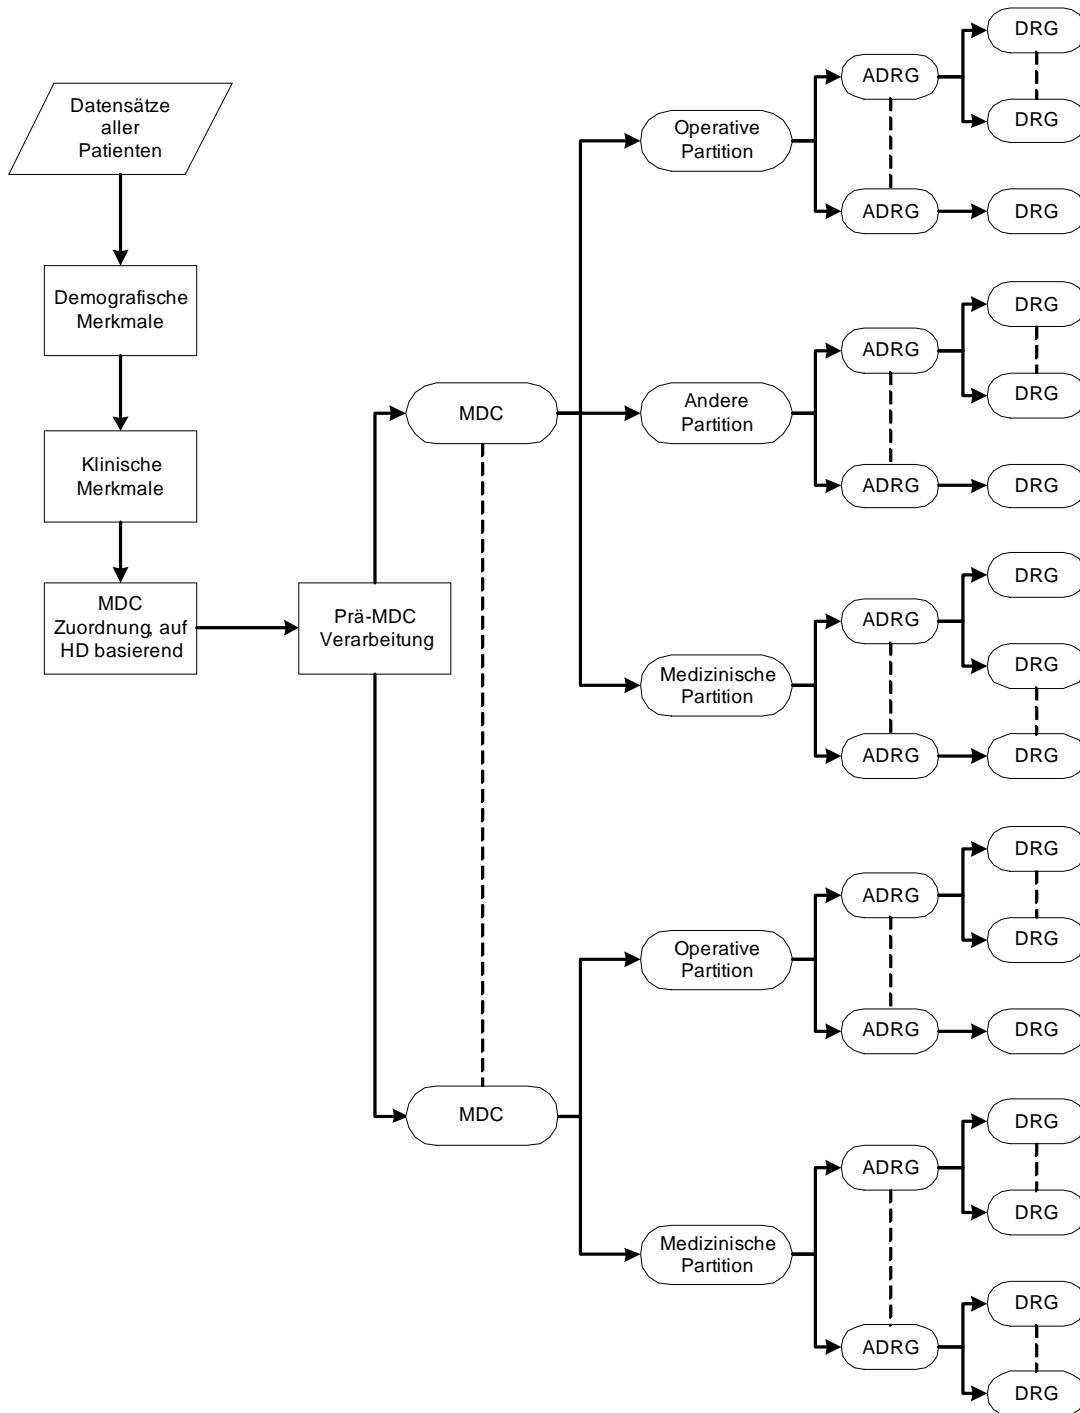 Datensätze
aller
Patienten
Demografische
Merkmale
Klinische
Merkmale
MDC
Zuordnung, auf
HD basierend
Prä-MDC
Verarbeitung
MDC
Operative
Partition
ADRG
DRG
DRG
ADRG
DRG
Andere
Partition
ADRG
DRG
DRG
ADRG
DRG
Medizinische
Partition
ADRG
DRG
DRG
ADRG
DRG
MDC
Operative
Partition
ADRG
DRG
DRG
ADRG
DRG
Medizinische
Partition
ADRG
DRG
DRG
ADRG
DRG
DRG